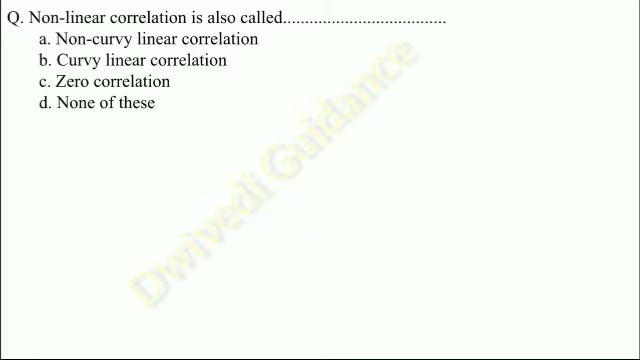 Q. Non-linear correlation is also called.....................................
a. Non-curvy linear correlation
b. Curvy linear correlation
c. Zero correlation
d. None of these
Dwivedi Guidance